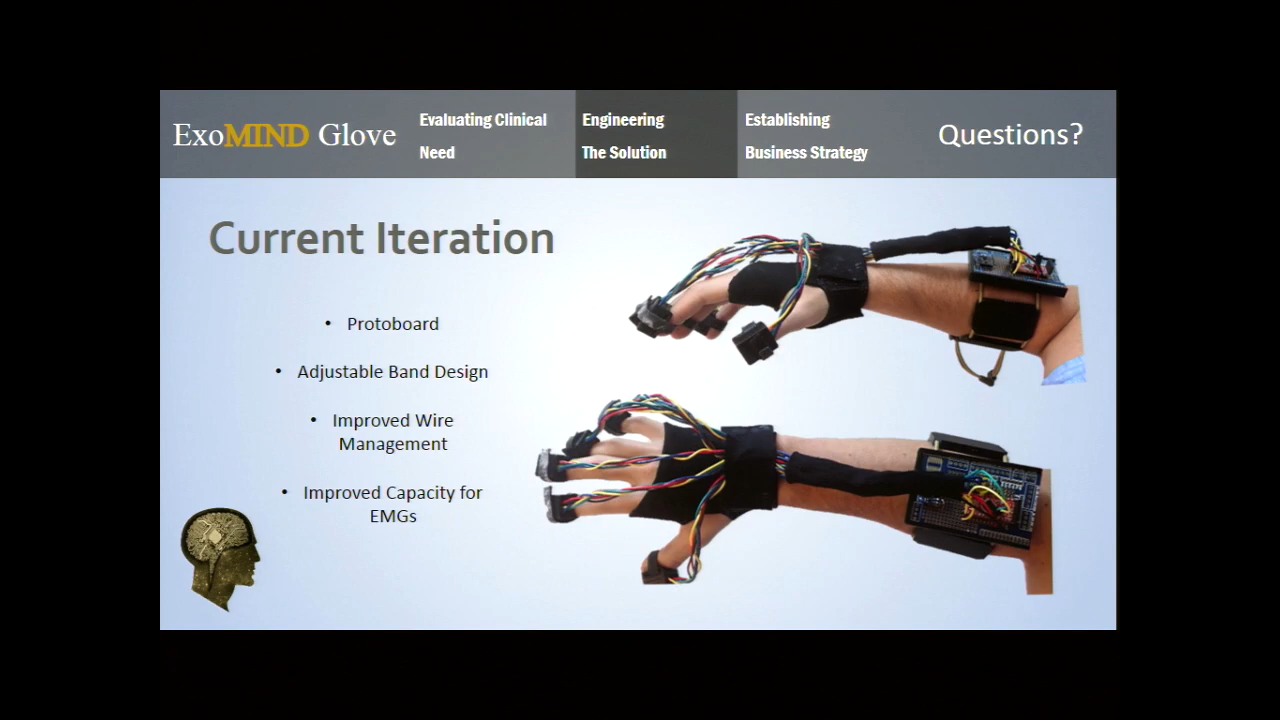 ExoMIND Glove
Evaluating Clinical
Need
Engineering
The Solution
Establishing
Business Strategy
Questions?
Current Iteration
• Protoboard
• Adjustable Band Design
• Improved Wire
Management
• Improved Capacity for
EMGs